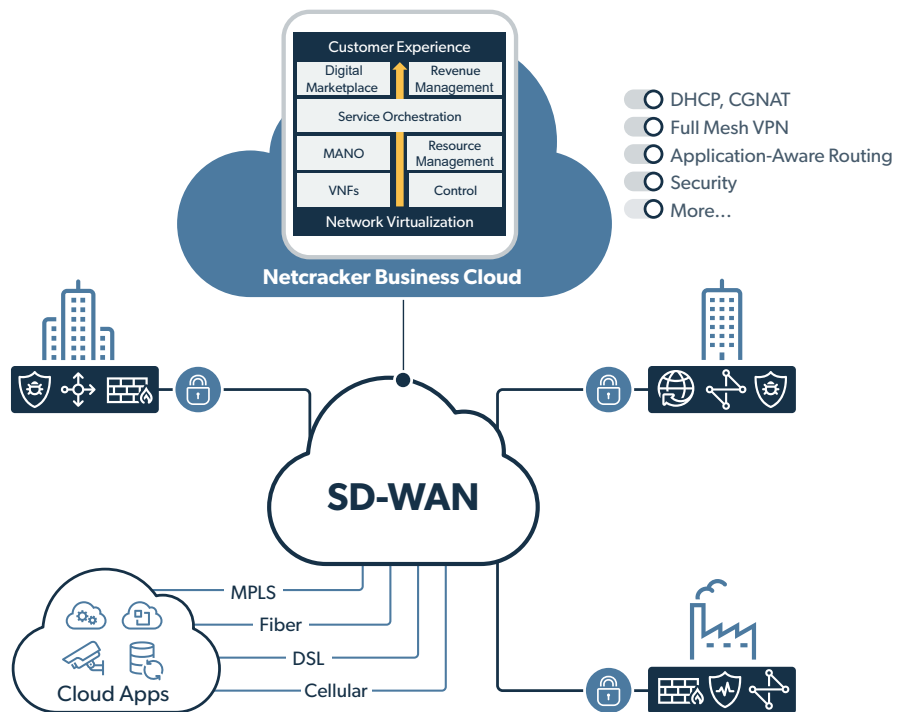 Customer Experience
Digital
Marketplace
Revenue
Management
Service Orchestration
MANO
Resource
Management
VNFs
Control
Network Virtualization
Netcracker Business Cloud
DHCP, CGNAT
Full Mesh VPN
Application-Aware Routing
Security
More...
SD-WAN
MPLS
Fiber
DSL
Cellular
Cloud Apps